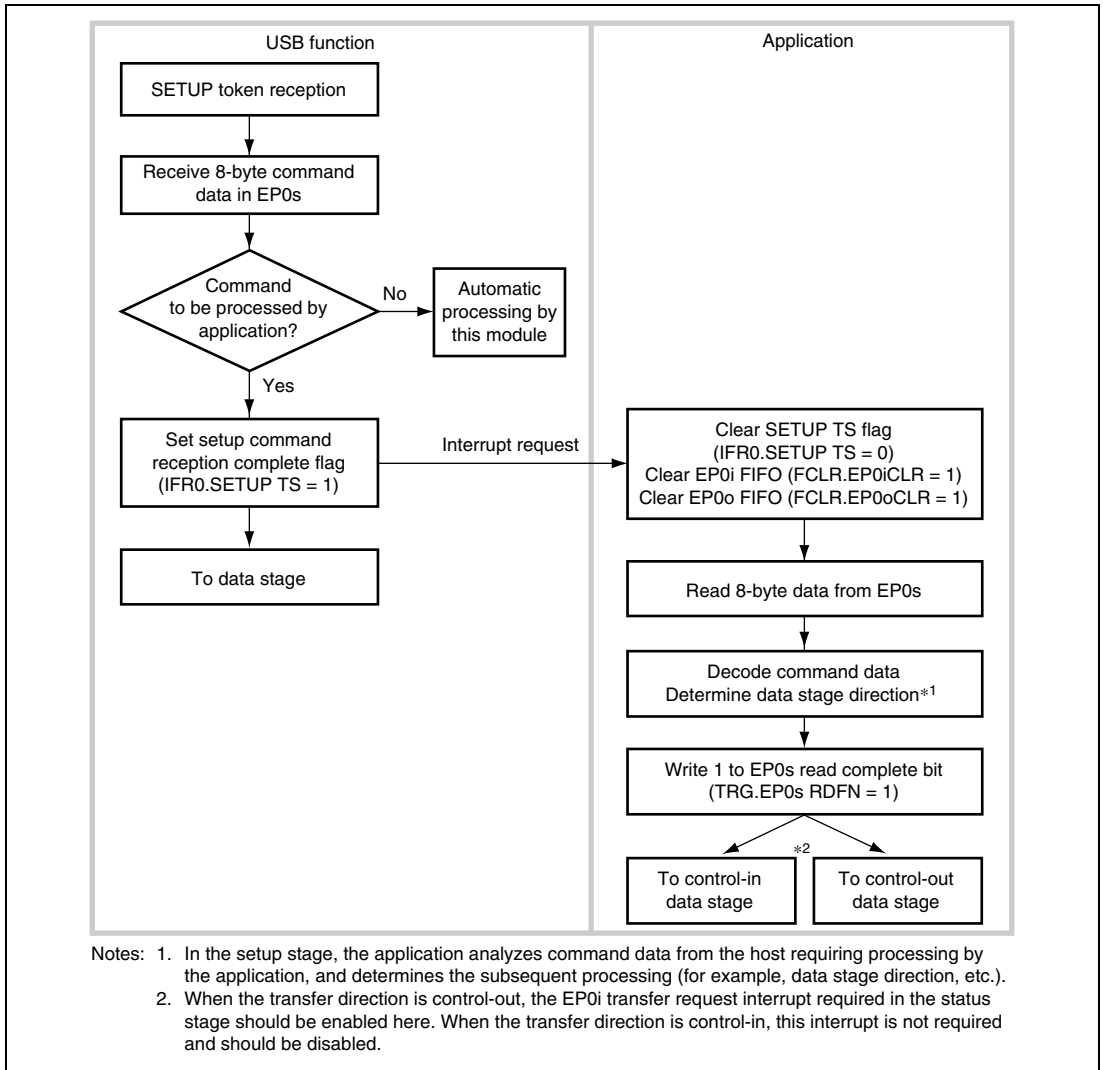 USB function
Application
SETUP token reception
Receive 8-byte command
data in EP0s
Command
to be processed by
application?
No
Automatic
processing by
this module
Yes
Set setup command
reception complete flag
(IFR0.SETUP TS = 1)
Interrupt request
To data stage
Clear SETUP TS flag
(IFR0.SETUP TS = 0)
Clear EP0i FIFO (FCLR.EP0iCLR = 1)
Clear EP0o FIFO (FCLR.EP0oCLR = 1)
Read 8-byte data from EP0s
Decode command data
Determine data stage direction*1
Write 1 to EP0s read complete bit
(TRG.EP0s RDFN = 1)
*2
To control-in
data stage
To control-out
data stage
Notes: 1. In the setup stage, the application analyzes command data from the host requiring processing by
the application, and determines the subsequent processing (for example, data stage direction, etc.).
2. When the transfer direction is control-out, the EP0i transfer request interrupt required in the status
stage should be enabled here. When the transfer direction is control-in, this interrupt is not required
and should be disabled.